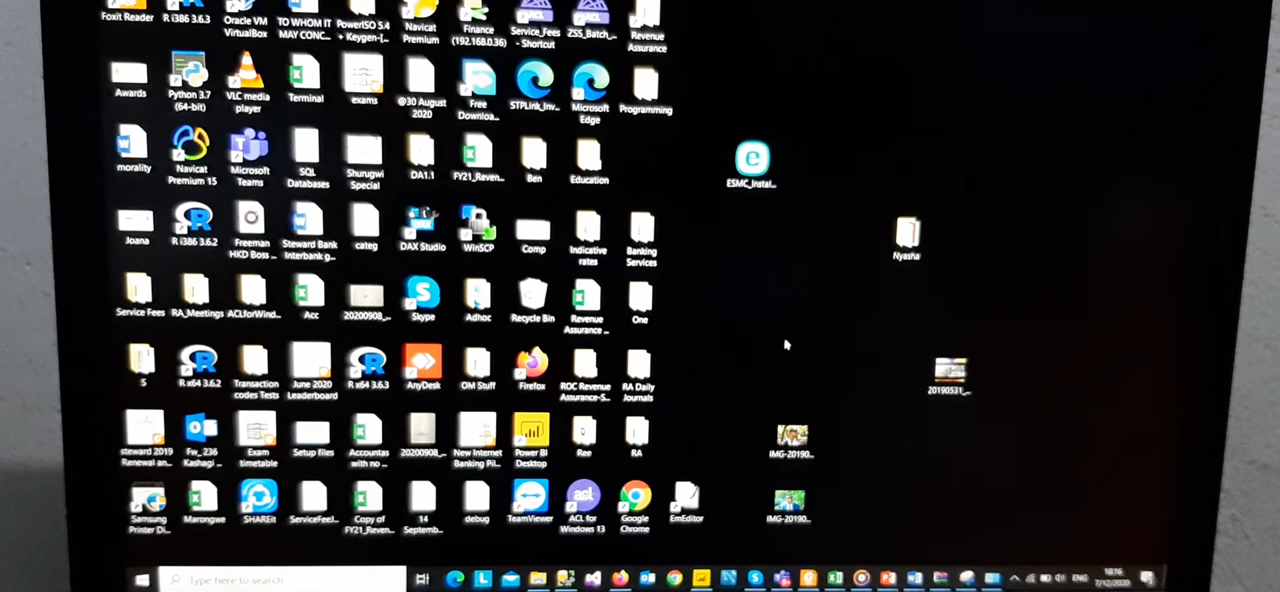 Foxit Reader
R i386 3.6.3
Oracle VM
VirtualBox
TO WHOM IT
MAY CONC...
PowerISO 5.4
+ Keygen-[...
Navicat
Premium
Finance
(192.168.0.36)
Service_Fees
- Shortcut
ZSS_Batch_...
Revenue
Assurance
Awards
Python 3.7
(64-bit)
VLC media
player
Terminal
exams
@30 August
2020
Free
Downloa...
STPLink_Inv...
Microsoft
Edge
Programming
morality
Navicat
Premium 15
Microsoft
Teams
SQL
Databases
Shurugwi
Special
DA1.1
FY21_Reven...
Ben
Education
ESMC_Instal...
Joana
R i386 3.6.2
Freeman
HKD Boss ...
Steward Bank
Interbank g...
categ
DAX Studio
WinSCP
Comp
Indicative
rates
Banking
Services
Nyasha
Service Fees
RA_Meetings
ACLforWind...
Acc
20200908_...
Skype
Adhoc
Recycle Bin
Revenue
Assurance ...
One
S
R x64 3.6.2
Transaction
codes Tests
June 2020
Leaderboard
R x64 3.6.3
AnyDesk
OM Stuff
Firefox
ROC Revenue
Assurance-S...
RA Daily
Journals
20190531_...
steward 2019
Renewal an...
Fw_ 236
Kashagi ...
Exam
timetable
Setup files
Accountas
with no ...
20200908_...
New Internet
Banking Pil...
Power BI
Desktop
Ree
RA
IMG-20190...
Samsung
Printer Di...
Marongwe
SHAREit
ServiceFeeJ...
Copy of
FY21_Reven...
14
Septemb...
debug
TeamViewer
ACL for
Windows 13
Google
Chrome
EmEditor
IMG-20190...
Type here to search
ENG
18:16
7/12/2020